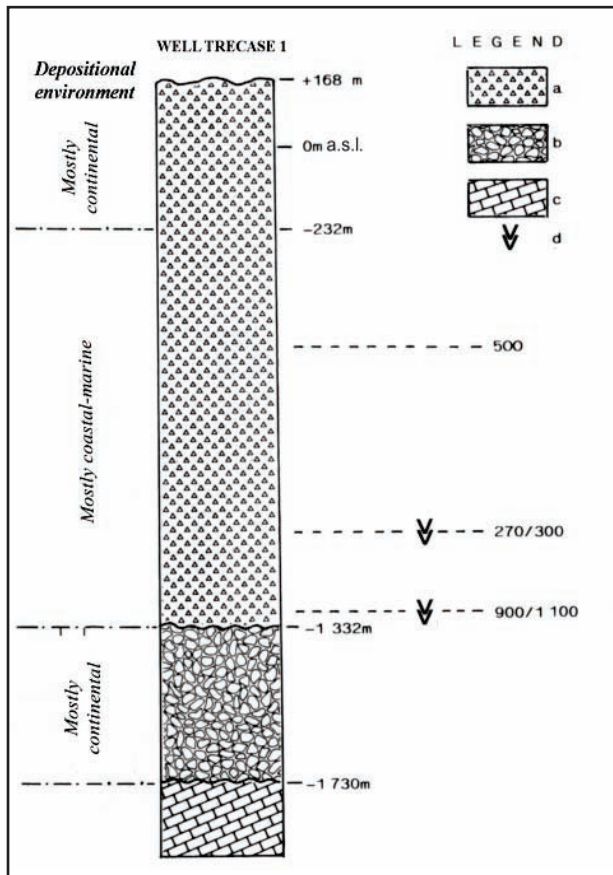 WELL TRECASE 1
L E G E N D
Depositional
environment
+168 m
a
Mostly
continental
0m a.s.l.
b
c
-232m
d
Mostly coastal-marine
500
270/300
900/1 100
-1 332m
Mostly
continental
-1 730m